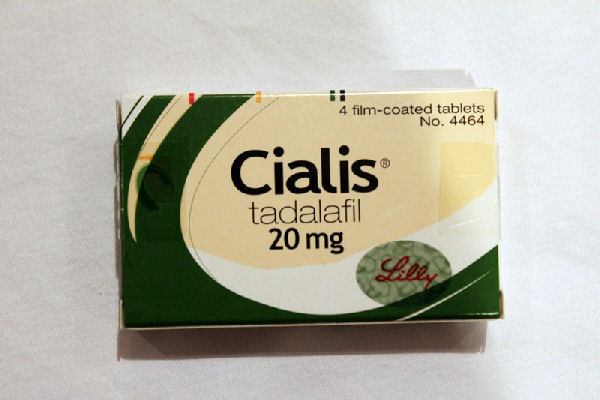 4 film-coated tablets
No. 4464
Cialis®
tadalafil
20 mg
Lilly